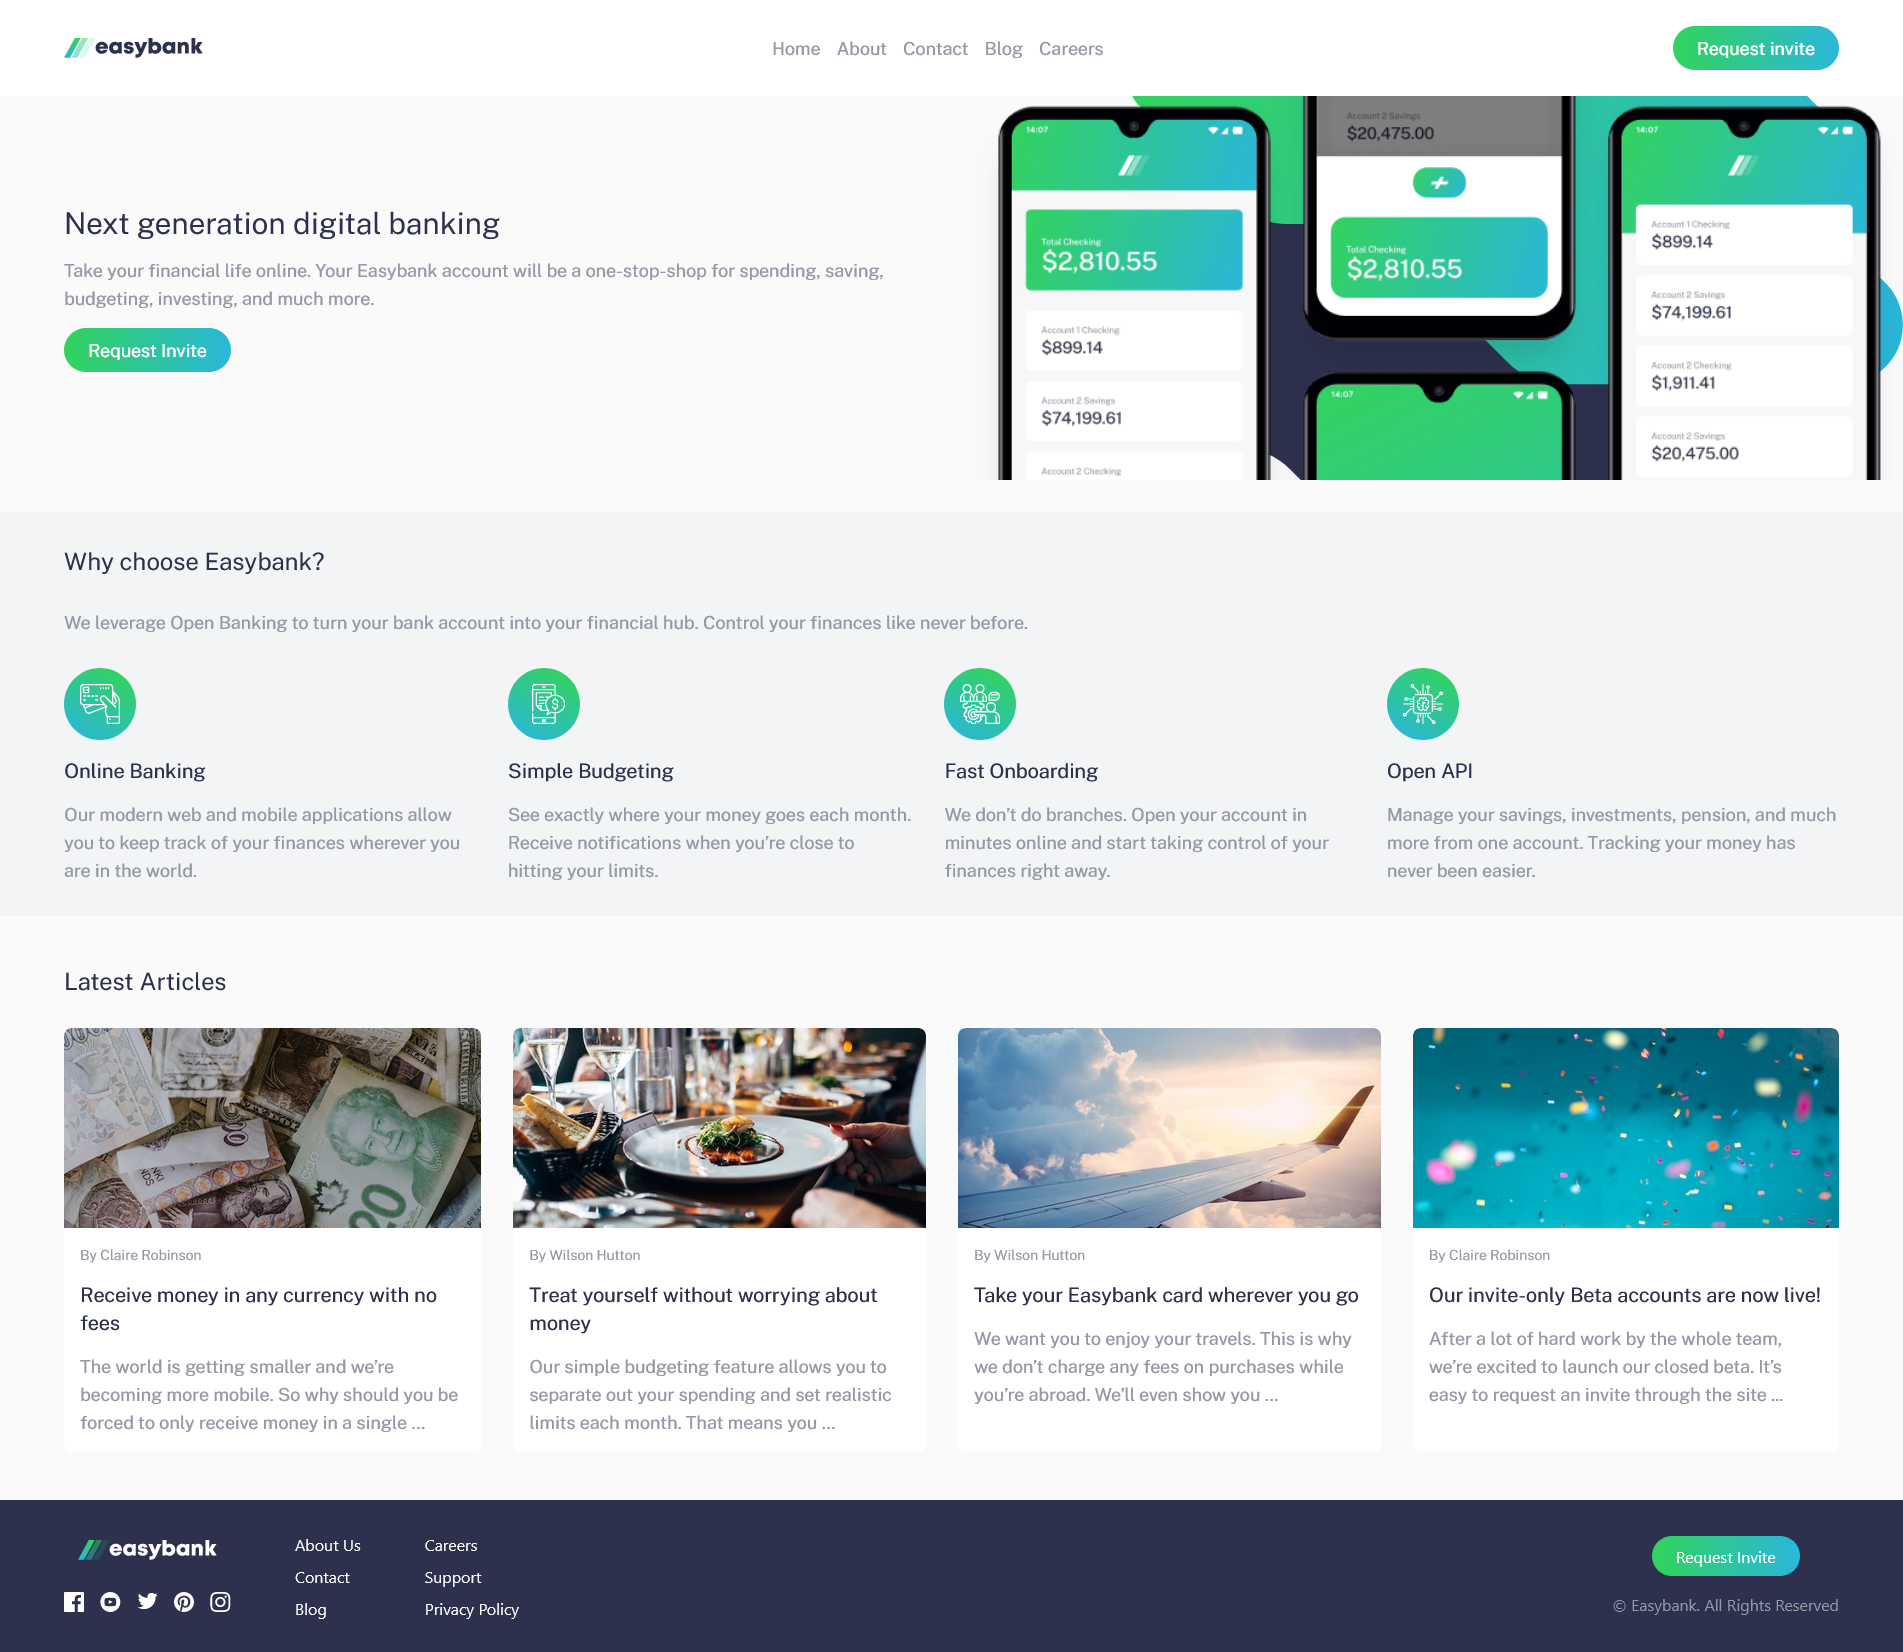 easybank
Home About Contact Blog Careers
Request invite
Next generation digital banking
Take your financial life online. Your Easybank account will be a one-stop-shop for spending, saving,
budgeting, investing, and much more.
Request Invite
14:07
Total Checking
$2,810.55
Account 1 Checking
$899.14
Account 2 Savings
$74,199.61
Account 2 Checking
Account 2 Savings
$20,475.00
Total Checking
$2,810.55
14:07
14:07
Account 1 Checking
$899.14
Account 2 Savings
$74,199.61
Account 2 Checking
$1,911.41
Account 2 Savings
$20,475.00
Why choose Easybank?
We leverage Open Banking to turn your bank account into your financial hub. Control your finances like never before.
Online Banking
Our modern web and mobile applications allow
you to keep track of your finances wherever you
are in the world.
Simple Budgeting
See exactly where your money goes each month.
Receive notifications when you’re close to
hitting your limits.
Fast Onboarding
We don’t do branches. Open your account in
minutes online and start taking control of your
finances right away.
Open API
Manage your savings, investments, pension, and much
more from one account. Tracking your money has
never been easier.
Latest Articles
20
By Claire Robinson
Receive money in any currency with no
fees
The world is getting smaller and we’re
becoming more mobile. So why should you be
forced to only receive money in a single …
By Wilson Hutton
Treat yourself without worrying about
money
Our simple budgeting feature allows you to
separate out your spending and set realistic
limits each month. That means you …
By Wilson Hutton
Take your Easybank card wherever you go
We want you to enjoy your travels. This is why
we don’t charge any fees on purchases while
you’re abroad. We’ll even show you …
By Claire Robinson
Our invite-only Beta accounts are now live!
After a lot of hard work by the whole team,
we’re excited to launch our closed beta. It’s
easy to request an invite through the site ...
easybank
About Us
Contact
Blog
Careers
Support
Privacy Policy
Request Invite
© Easybank. All Rights Reserved